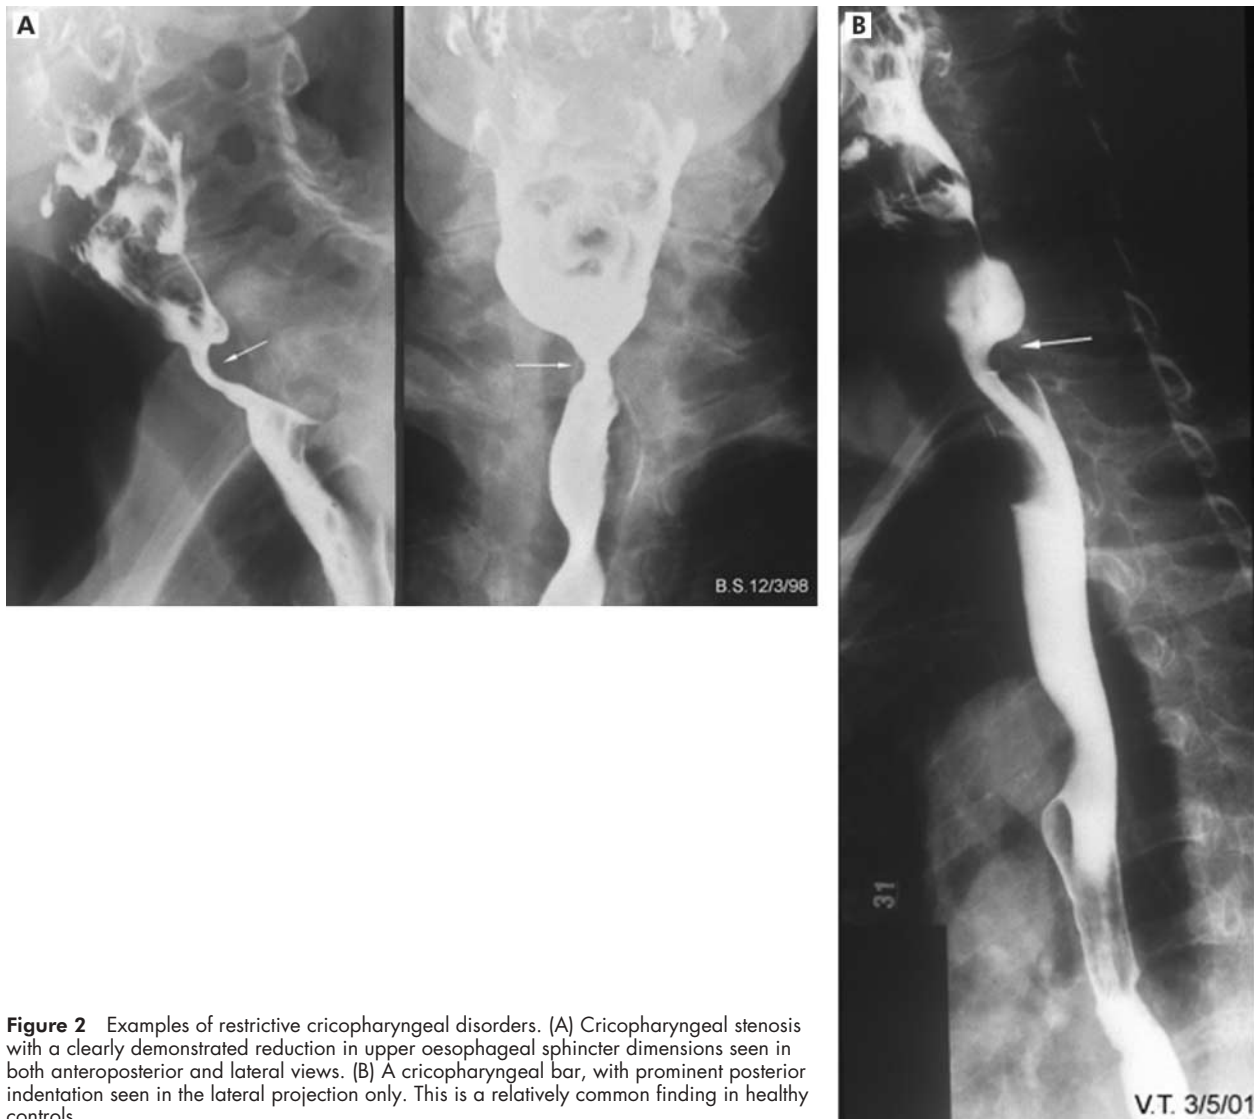 A
B
B.S.12/3/98
31
V.T. 3/5/01
Figure 2 Examples of restrictive cricopharyngeal disorders. (A) Cricopharyngeal stenosis
with a clearly demonstrated reduction in upper oesophageal sphincter dimensions seen in
both anteroposterior and lateral views. (B) A cricopharyngeal bar, with prominent posterior
indentation seen in the lateral projection only. This is a relatively common finding in healthy
controls.